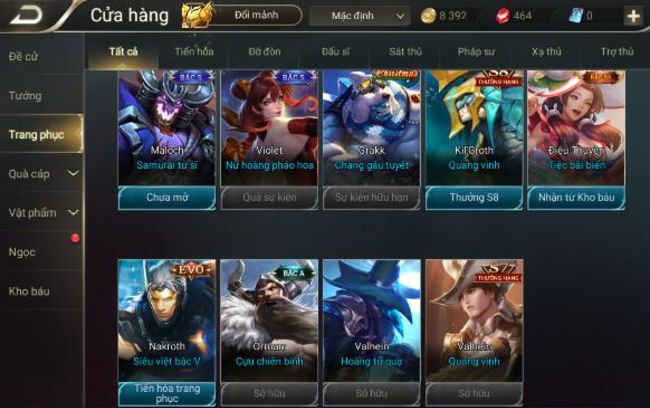 Cửa hàng
Đổi mảnh
Mặc định
8 392
464
0
Đề cử
Tướng
Trang phục
Quà cáp
Vật phẩm
Ngọc
Kho báu
Tất cả
Tiến hóa
Đỡ đòn
Đấu sĩ
Sát thủ
Pháp sư
Xạ thủ
Trợ thủ
BẬC S
Maloch
Samurai tử sĩ
Chưa mở
BẬC S
Violet
Nữ hoàng pháo hoa
Quà sự kiện
Christmas
Grakk
Chàng gấu tuyết
Sự kiện hữu hạn
S8
THƯỞNG HẠNG
Kil'Groth
Quang vinh
Thưởng S8
Điêu Thuyền
Tiệc bãi biển
Nhận từ Kho báu
EVO
Nakroth
Siêu việt bậc V
Tiến hóa trang
phục
BẬC A
Ormarr
Cựu chiến binh
Sở hữu
Valhein
Hoàng tử quạ
Sở hữu
THƯỞNG HẠNG
Valhein
Quang vinh
Sở hữu